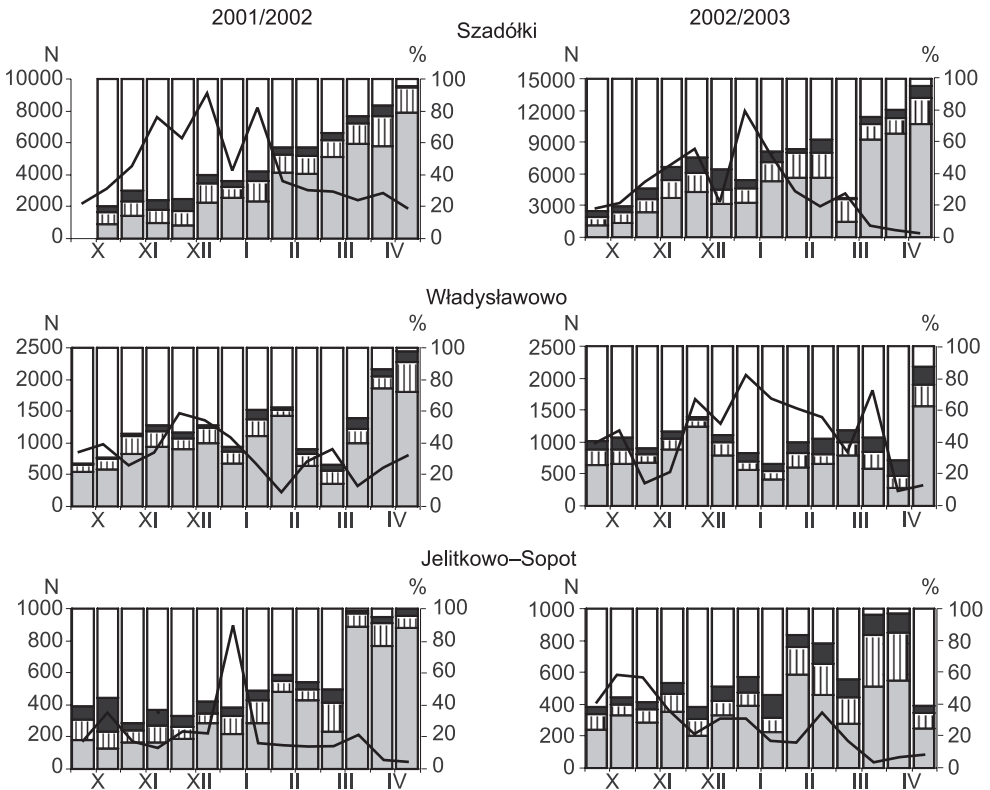 2001/2002 2002/2003
Szadółki
N % N %
10000 100 15000 100
8000 80 12000 80
6000 60 9000 60
4000 40 6000 40
2000 20 3000 20
0 0 0 0
X XI XII I II III IV X XI XII I II III IV
Władysławowo
N % N %
2500 100 2500 100
2000 80 2000 80
1500 60 1500 60
1000 40 1000 40
500 20 500 20
0 0 0 0
X XI XII I II III IV X XI XII I II III IV
Jelitkowo–Sopot
N % N %
1000 100 1000 100
800 80 800 80
600 60 600 60
400 40 400 40
200 20 200 20
0 0 0 0
X XI XII I II III IV X XI XII I II III IV